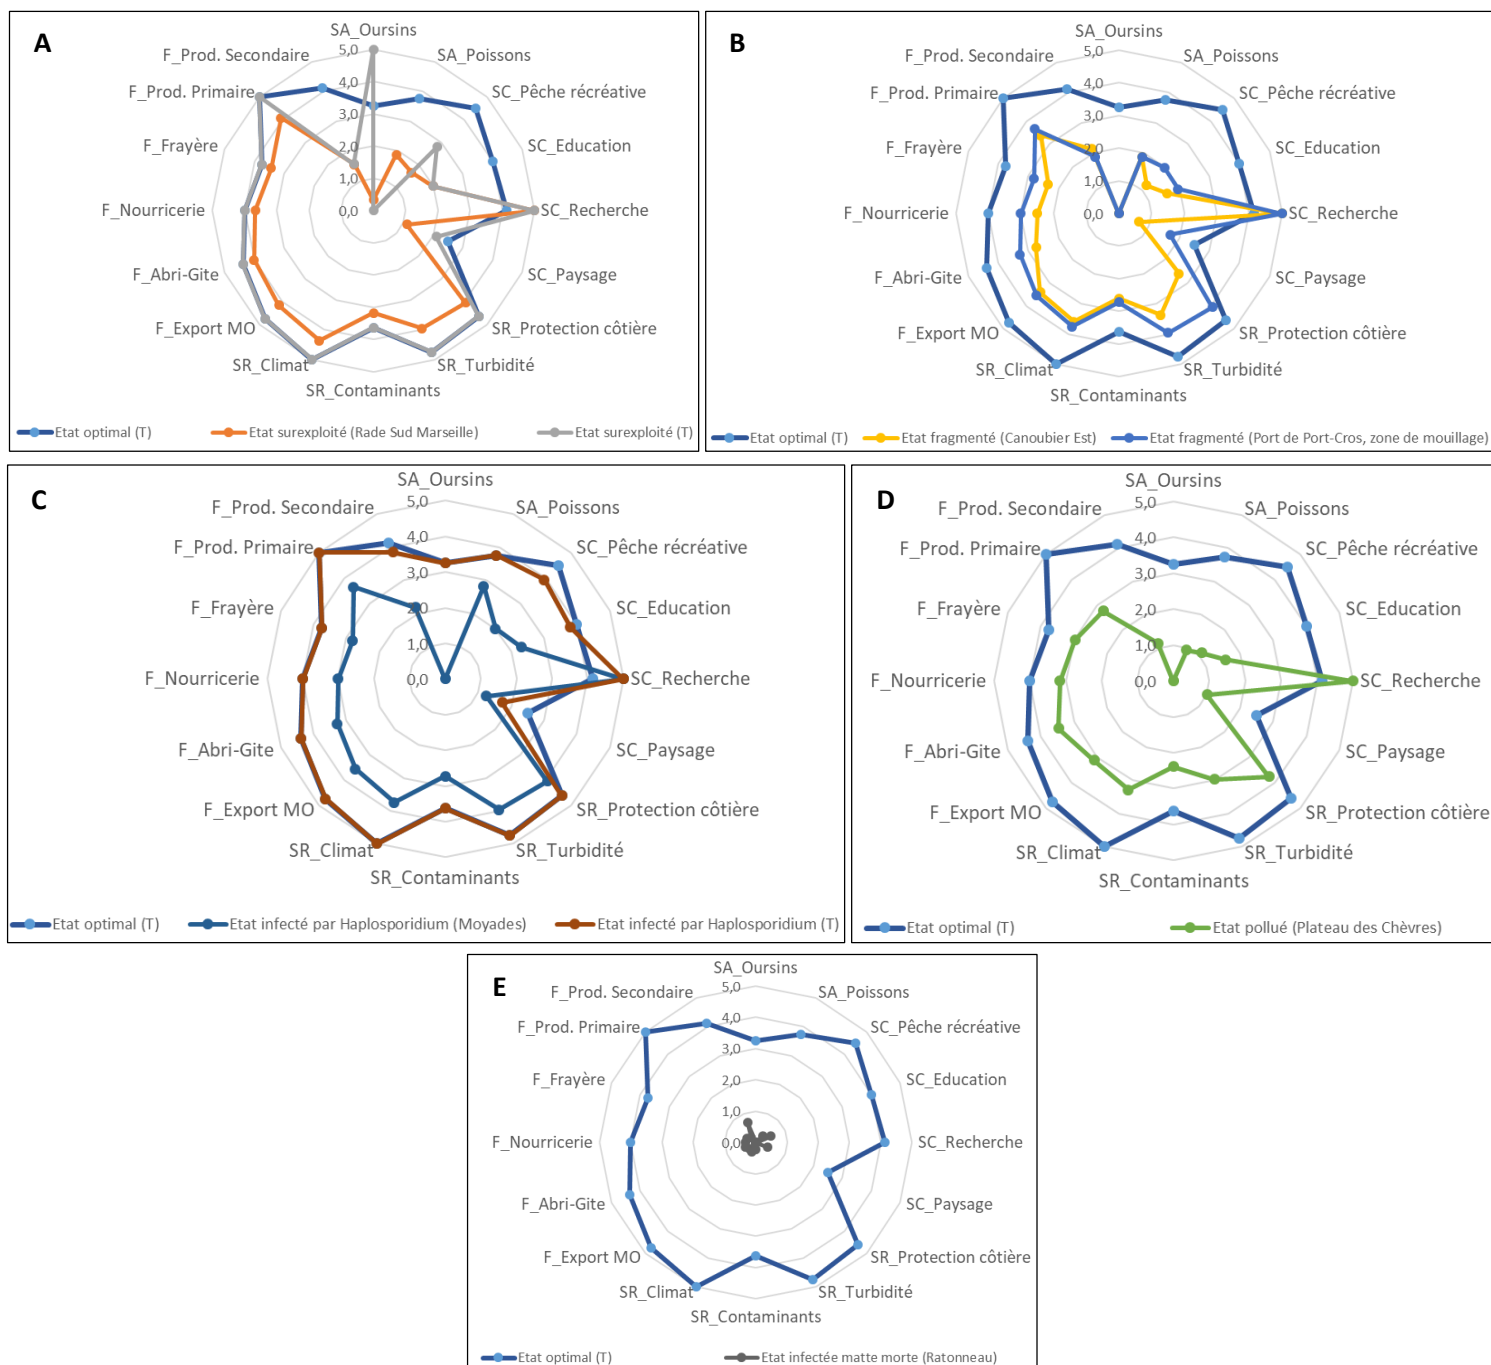 A
SA_Oursins
F_Prod. Secondaire
SA_Poissons
F_Prod. Primaire
SC_Pêche récréative
F_Frayère
SC_Education
F_Nourricerie
SC_Recherche
F_Abri-Gite
SC_Paysage
F_Export MO
SR_Protection côtière
SR_Climat
SR_Turbidité
SR_Contaminants
5,0
4,0
3,0
2,0
1,0
0,0
Etat optimal (T) Etat surexploité (Rade Sud Marseille) Etat surexploité (T)
B
SA_Oursins
F_Prod. Secondaire
SA_Poissons
F_Prod. Primaire
SC_Pêche récréative
F_Frayère
SC_Education
F_Nourricerie
SC_Recherche
F_Abri-Gite
SC_Paysage
F_Export MO
SR_Protection côtière
SR_Climat
SR_Turbidité
SR_Contaminants
5,0
4,0
3,0
2,0
1,0
0,0
Etat optimal (T) Etat fragmenté (Canoubier Est) Etat fragmenté (Port de Port-Cros, zone de mouillage)
C
SA_Oursins
F_Prod. Secondaire
SA_Poissons
F_Prod. Primaire
SC_Pêche récréative
F_Frayère
SC_Education
F_Nourricerie
SC_Recherche
F_Abri-Gite
SC_Paysage
F_Export MO
SR_Protection côtière
SR_Climat
SR_Turbidité
SR_Contaminants
5,0
4,0
3,0
2,0
1,0
0,0
Etat optimal (T) Etat infecté par Haplosporidium (Moyades) Etat infecté par Haplosporidium (T)
D
SA_Oursins
F_Prod. Secondaire
SA_Poissons
F_Prod. Primaire
SC_Pêche récréative
F_Frayère
SC_Education
F_Nourricerie
SC_Recherche
F_Abri-Gite
SC_Paysage
F_Export MO
SR_Protection côtière
SR_Climat
SR_Turbidité
SR_Contaminants
5,0
4,0
3,0
2,0
1,0
0,0
Etat optimal (T) Etat pollué (Plateau des Chèvres)
E
SA_Oursins
F_Prod. Secondaire
SA_Poissons
F_Prod. Primaire
SC_Pêche récréative
F_Frayère
SC_Education
F_Nourricerie
SC_Recherche
F_Abri-Gite
SC_Paysage
F_Export MO
SR_Protection côtière
SR_Climat
SR_Turbidité
SR_Contaminants
5,0
4,0
3,0
2,0
1,0
0,0
Etat optimal (T) Etat infectée matte morte (Ratonneau)